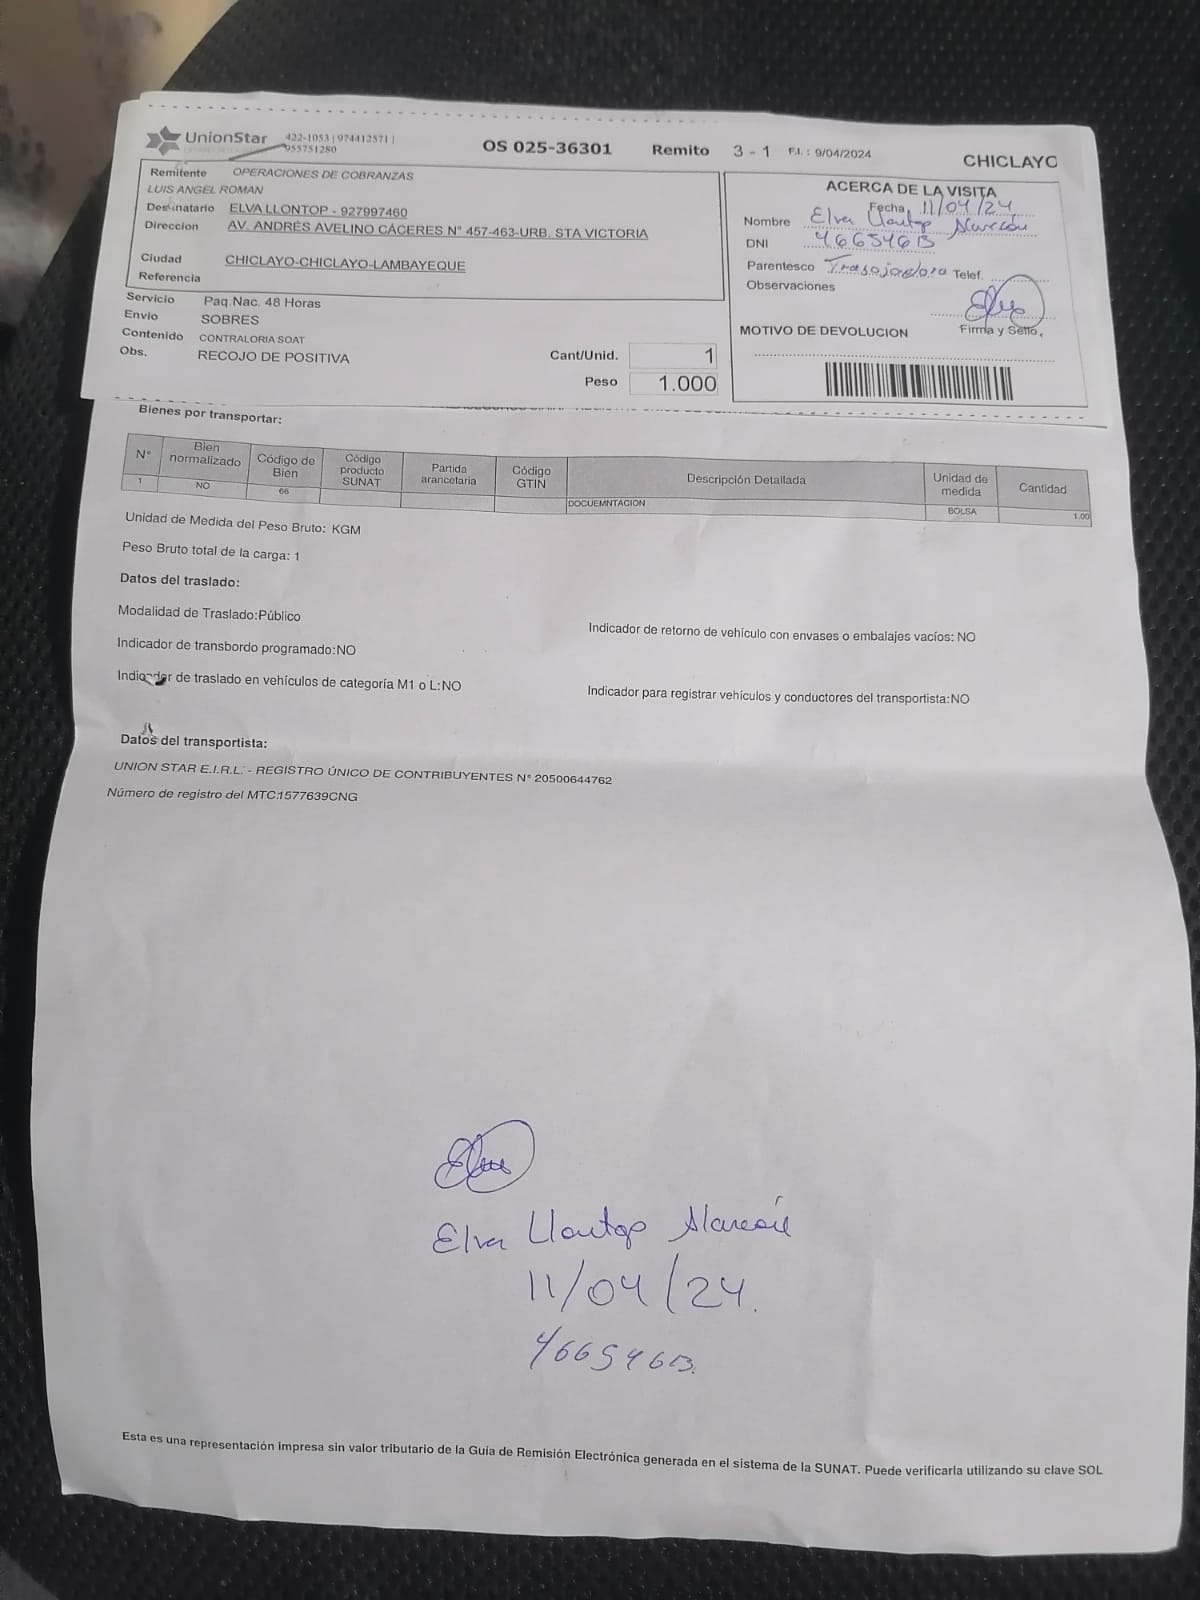 UnionStar 422-1053 | 974412571 |
955751280
OS 025-36301 Remito 3 - 1 F.I. : 9/04/2024 CHICLAYO
Remitente OPERACIONES DE COBRANZAS
LUIS ANGEL ROMAN
Destinatario ELVA LLONTOP - 927997460
Direccion AV. ANDRÉS AVELINO CÁCERES N° 457-463-URB. STA VICTORIA
Ciudad CHICLAYO-CHICLAYO-LAMBAYEQUE
Referencia
Servicio Paq.Nac. 48 Horas
Envio SOBRES
Contenido CONTRALORIA SOAT
Obs. RECOJO DE POSITIVA
Cant/Unid. 1
Peso 1.000
ACERCA DE LA VISITA
Fecha 11/04/24
Nombre Elva Llontop Alarcón
DNI 46654613
Parentesco Trabajadora Telef.
Observaciones
Firma y Sello
MOTIVO DE DEVOLUCION
Bienes por transportar:
N° Bien normalizado Código de Bien Código producto SUNAT Partida arancelaria Código GTIN Descripción Detallada Unidad de medida Cantidad
1 NO 66 DOCUEMNTACION BOLSA 1.00
Unidad de Medida del Peso Bruto: KGM
Peso Bruto total de la carga: 1
Datos del traslado:
Modalidad de Traslado:Público
Indicador de retorno de vehículo con envases o embalajes vacíos: NO
Indicador de transbordo programado:NO
Indicador de traslado en vehículos de categoría M1 o L:NO
Indicador para registrar vehículos y conductores del transportista:NO
Datos del transportista:
UNION STAR E.I.R.L. - REGISTRO ÚNICO DE CONTRIBUYENTES N° 20500644762
Número de registro del MTC:1577639CNG
Elva Llontop Alarcón
11/04/24.
46654613.
Esta es una representación impresa sin valor tributario de la Guía de Remisión Electrónica generada en el sistema de la SUNAT. Puede verificarla utilizando su clave SOL